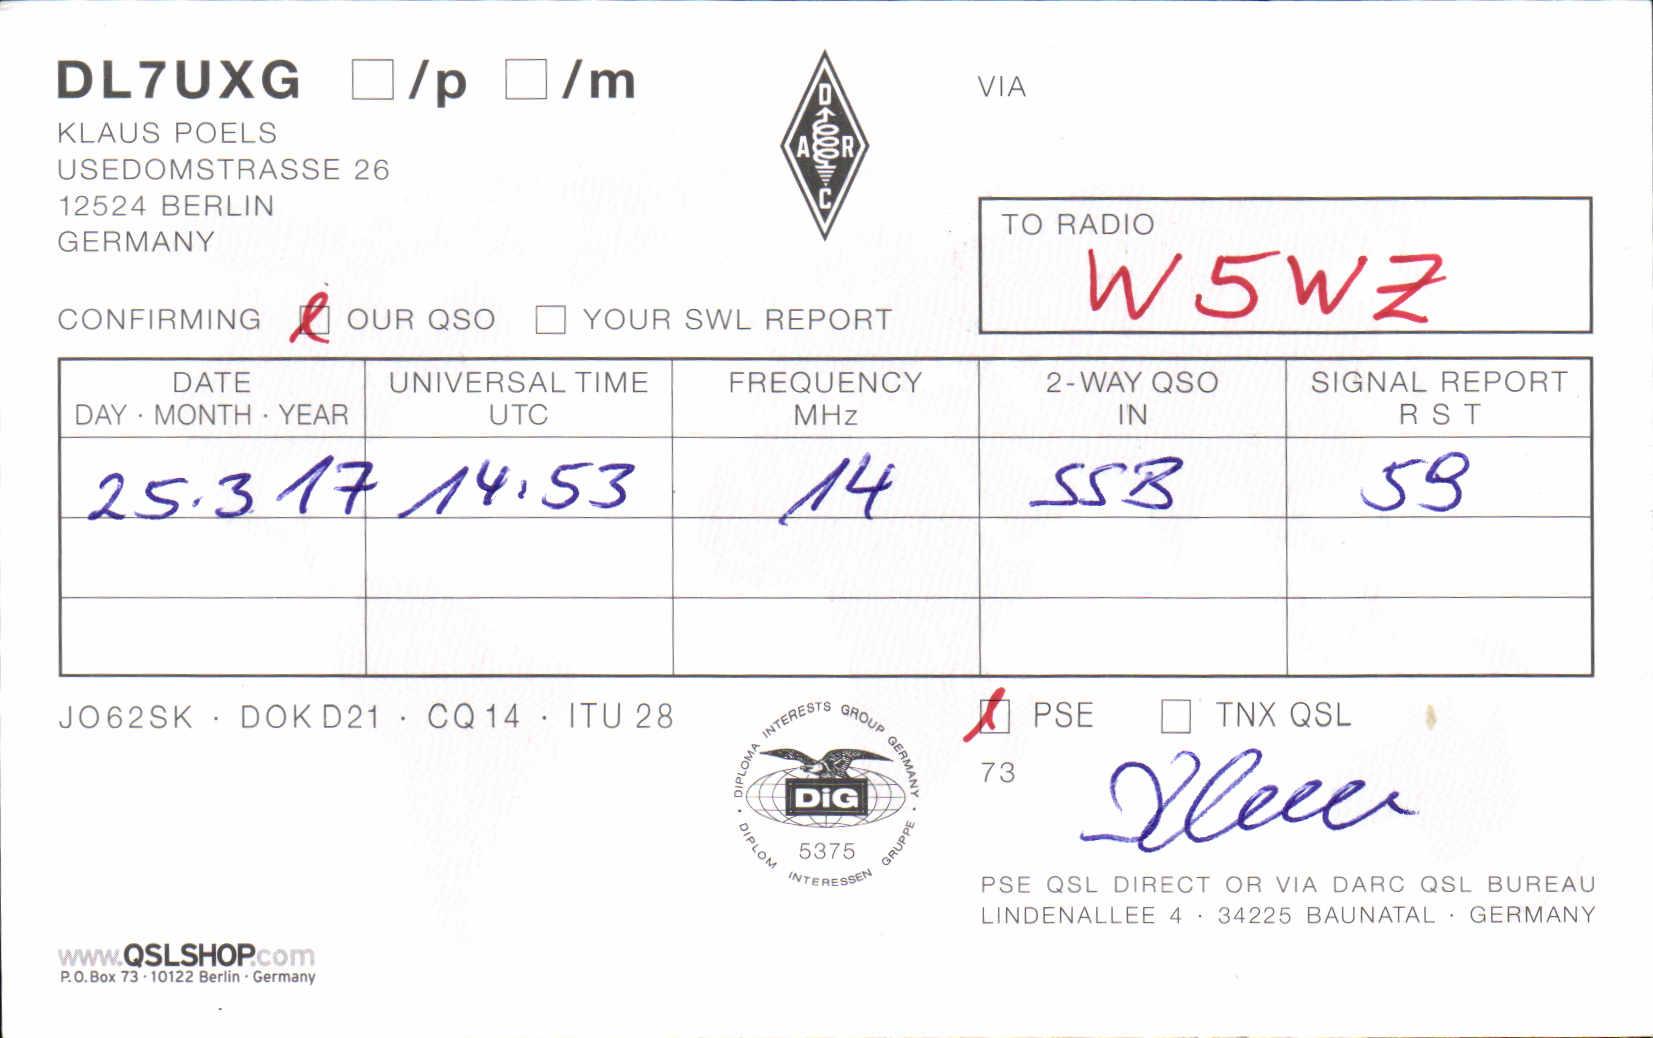 DL7UXG □/p □/m
KLAUS POELS
USEDOMSTRASSE 26
12524 BERLIN
GERMANY
D
A R
C
VIA
TO RADIO
W5WZ
CONFIRMING OUR QSO □ YOUR SWL REPORT
DATE UNIVERSAL TIME FREQUENCY 2-WAY QSO SIGNAL REPORT
DAY · MONTH · YEAR UTC MHz IN R S T
25.3 17 14:53 14 SSB 59
JO62SK · DOK D21 · CQ 14 · ITU 28
DIPLOMA INTERESTS GROUP GERMANY
DiG
5375
DIPLOM INTERESSEN GRUPPE
PSE □ TNX QSL
73
Klaus
PSE QSL DIRECT OR VIA DARC QSL BUREAU
LINDENALLEE 4 · 34225 BAUNATAL · GERMANY
www.QSLSHOP.com
P.O.Box 73 · 10122 Berlin · Germany